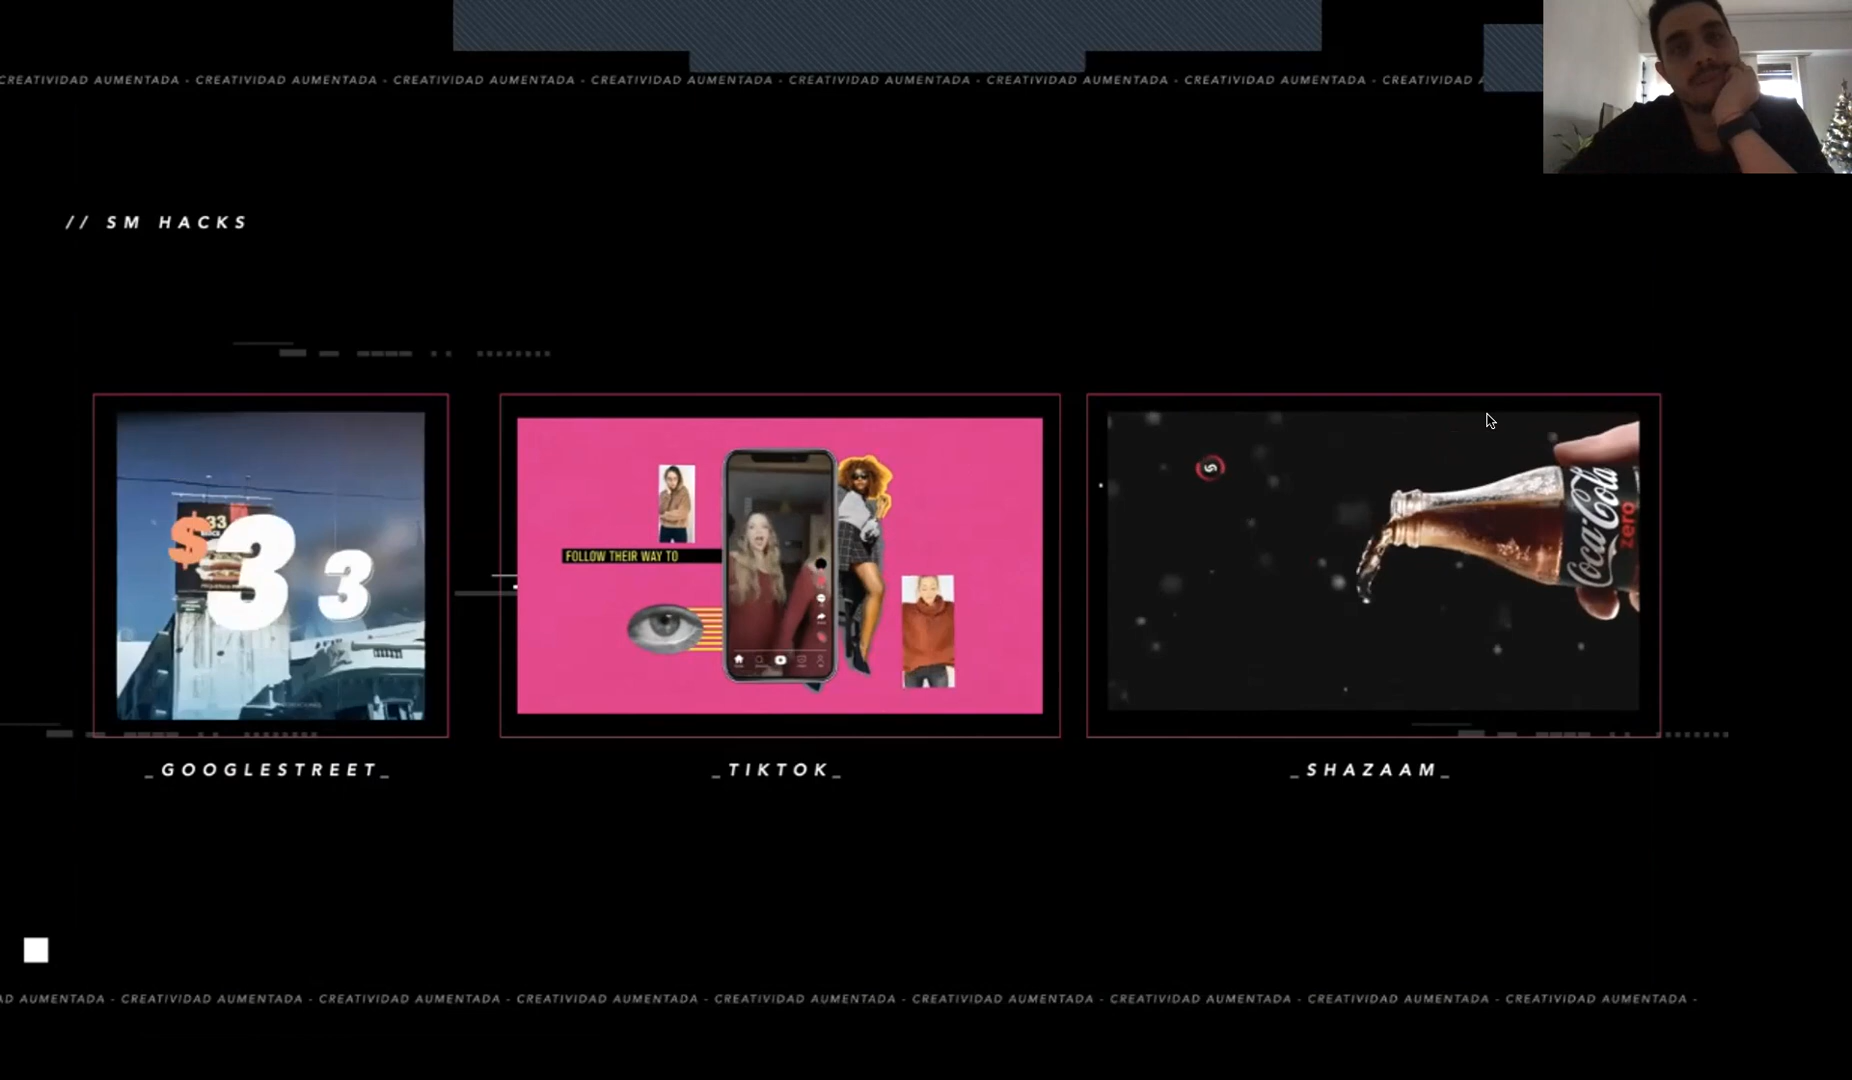 CREATIVIDAD AUMENTADA - CREATIVIDAD AUMENTADA - CREATIVIDAD AUMENTADA - CREATIVIDAD AUMENTADA - CREATIVIDAD AUMENTADA - CREATIVIDAD AUMENTADA - CREATIVIDAD AUMENTADA - CREATIVIDAD A
// SM HACKS
33
$33
FOLLOW THEIR WAY TO
Coca-Cola
zero
_GOOGLESTREET_
_TIKTOK_
_SHAZAAM_
AD AUMENTADA - CREATIVIDAD AUMENTADA - CREATIVIDAD AUMENTADA - CREATIVIDAD AUMENTADA - CREATIVIDAD AUMENTADA - CREATIVIDAD AUMENTADA - CREATIVIDAD AUMENTADA - CREATIVIDAD AUMENTADA - CREATIVIDAD AUMENTADA -